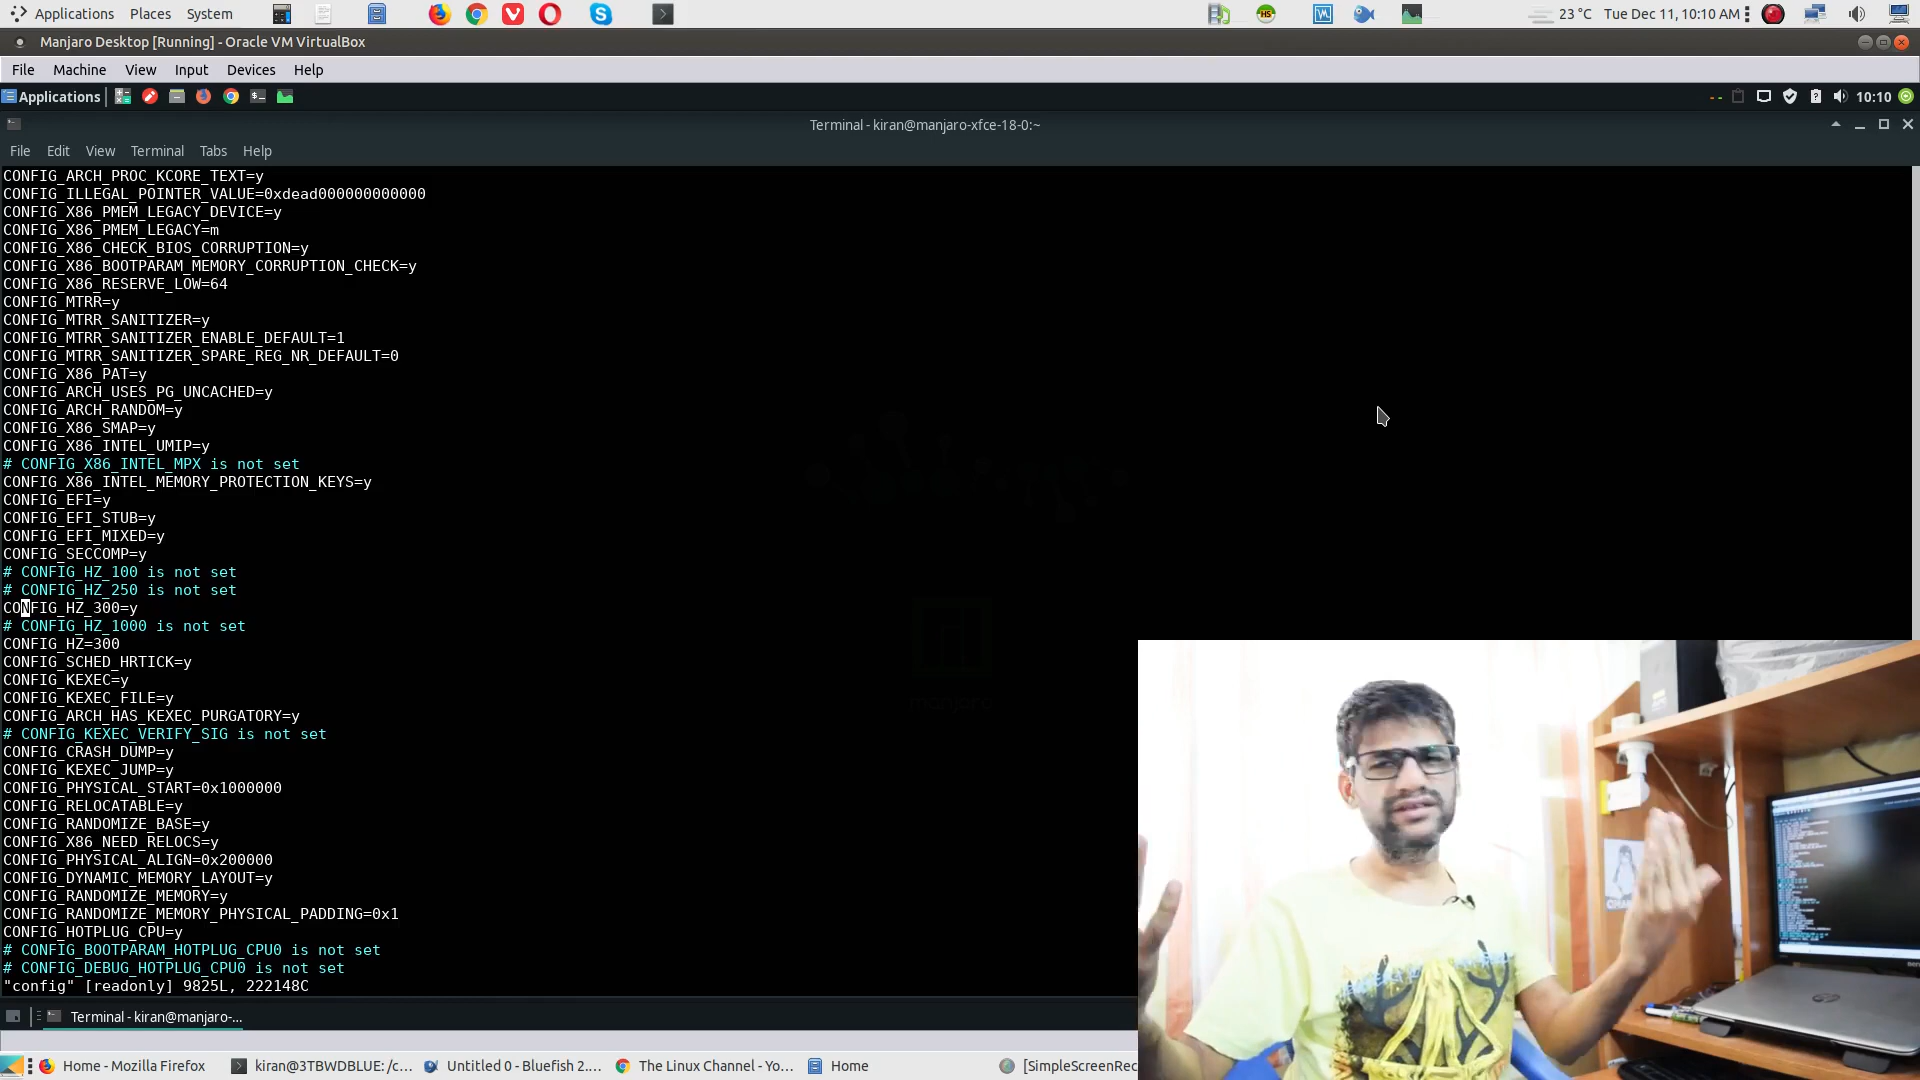 Applications Places System
23 °C Tue Dec 11, 10:10 AM
Manjaro Desktop [Running] - Oracle VM VirtualBox
File Machine View Input Devices Help
Applications
10:10
Terminal - kiran@manjaro-xfce-18-0:~
File Edit View Terminal Tabs Help
CONFIG_ARCH_PROC_KCORE_TEXT=y
CONFIG_ILLEGAL_POINTER_VALUE=0xdead000000000000
CONFIG_X86_PMEM_LEGACY_DEVICE=y
CONFIG_X86_PMEM_LEGACY=m
CONFIG_X86_CHECK_BIOS_CORRUPTION=y
CONFIG_X86_BOOTPARAM_MEMORY_CORRUPTION_CHECK=y
CONFIG_X86_RESERVE_LOW=64
CONFIG_MTRR=y
CONFIG_MTRR_SANITIZER=y
CONFIG_MTRR_SANITIZER_ENABLE_DEFAULT=1
CONFIG_MTRR_SANITIZER_SPARE_REG_NR_DEFAULT=0
CONFIG_X86_PAT=y
CONFIG_ARCH_USES_PG_UNCACHED=y
CONFIG_ARCH_RANDOM=y
CONFIG_X86_SMAP=y
CONFIG_X86_INTEL_UMIP=y
# CONFIG_X86_INTEL_MPX is not set
CONFIG_X86_INTEL_MEMORY_PROTECTION_KEYS=y
CONFIG_EFI=y
CONFIG_EFI_STUB=y
CONFIG_EFI_MIXED=y
CONFIG_SECCOMP=y
# CONFIG_HZ_100 is not set
# CONFIG_HZ_250 is not set
CONFIG_HZ_300=y
# CONFIG_HZ_1000 is not set
CONFIG_HZ=300
CONFIG_SCHED_HRTICK=y
CONFIG_KEXEC=y
CONFIG_KEXEC_FILE=y
CONFIG_ARCH_HAS_KEXEC_PURGATORY=y
# CONFIG_KEXEC_VERIFY_SIG is not set
CONFIG_CRASH_DUMP=y
CONFIG_KEXEC_JUMP=y
CONFIG_PHYSICAL_START=0x1000000
CONFIG_RELOCATABLE=y
CONFIG_RANDOMIZE_BASE=y
CONFIG_X86_NEED_RELOCS=y
CONFIG_PHYSICAL_ALIGN=0x200000
CONFIG_DYNAMIC_MEMORY_LAYOUT=y
CONFIG_RANDOMIZE_MEMORY=y
CONFIG_RANDOMIZE_MEMORY_PHYSICAL_PADDING=0x1
CONFIG_HOTPLUG_CPU=y
# CONFIG_BOOTPARAM_HOTPLUG_CPU0 is not set
# CONFIG_DEBUG_HOTPLUG_CPU0 is not set
"config" [readonly] 9825L, 222148C
Terminal - kiran@manjaro-...
Home - Mozilla Firefox kiran@3TBWDBLUE: /c... Untitled 0 - Bluefish 2.... The Linux Channel - Yo... Home [SimpleScreenRec